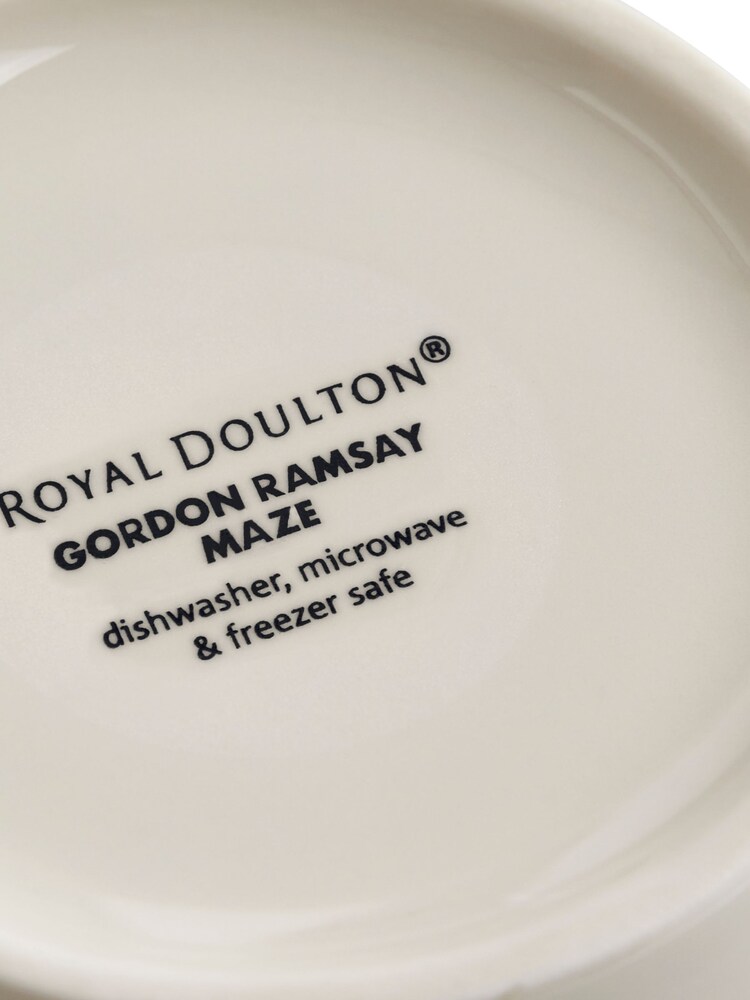 ROYAL DOULTON®
GORDON RAMSAY
MAZE
dishwasher, microwave
& freezer safe